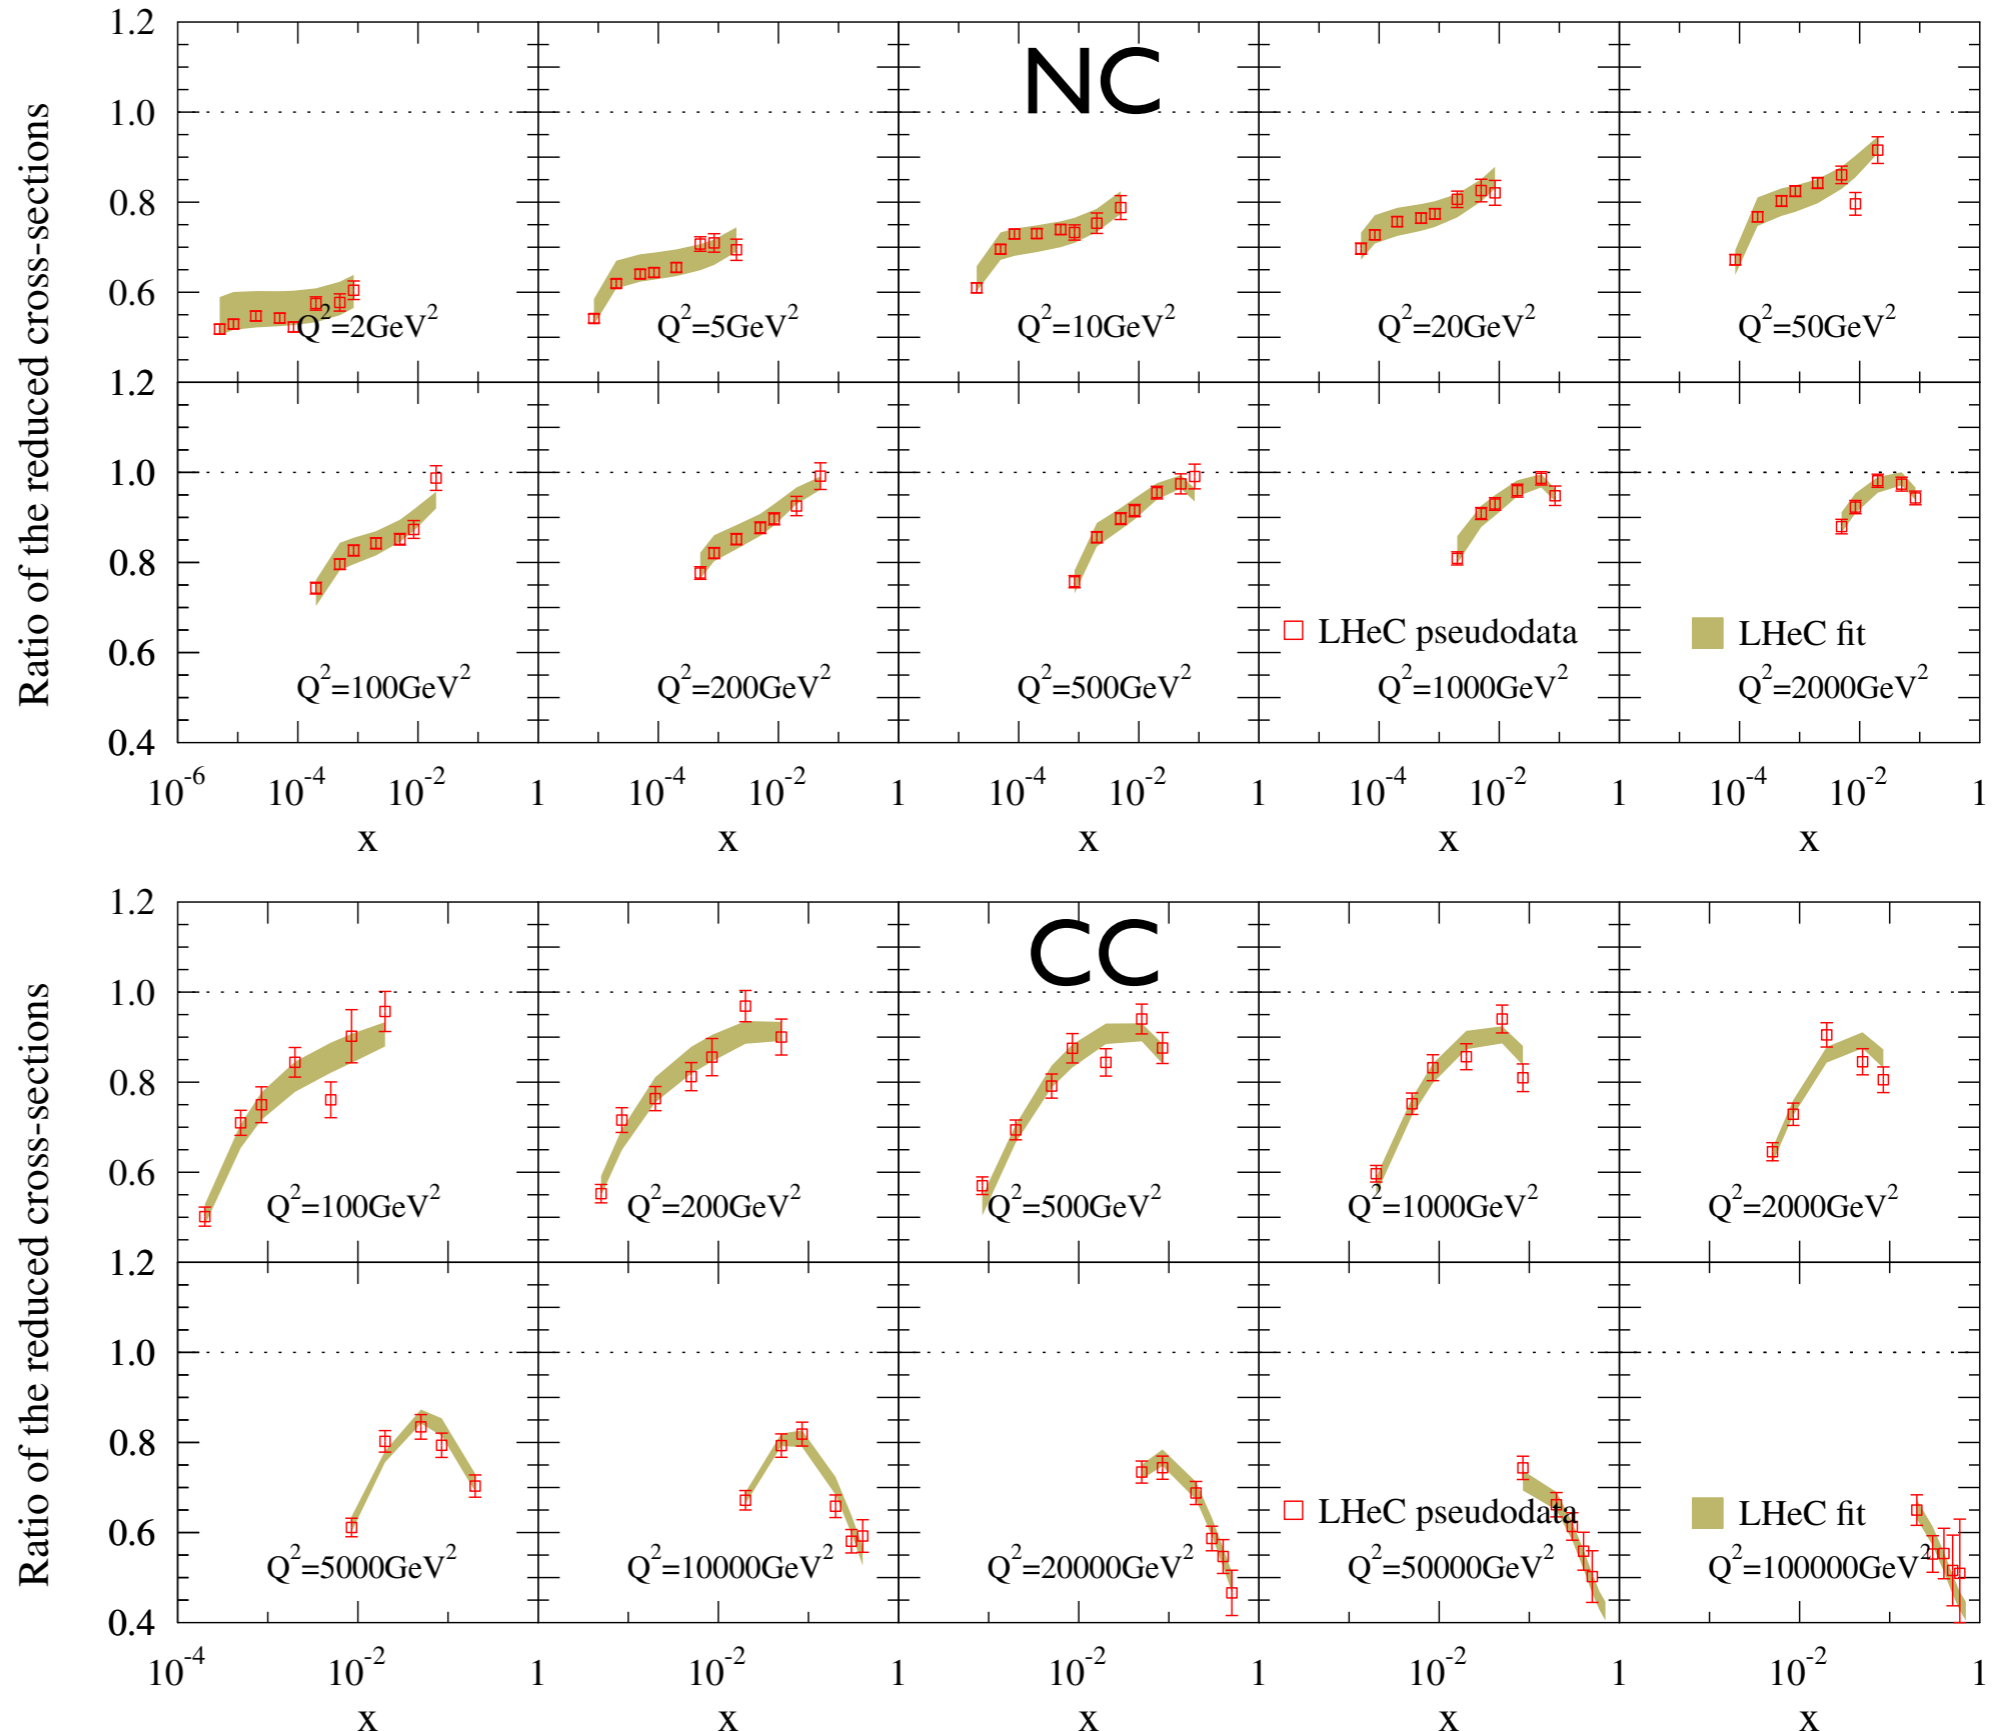 NC
Ratio of the reduced cross-sections
1.2
1.0
0.8
0.6
Q²=2GeV² Q²=5GeV² Q²=10GeV² Q²=20GeV² Q²=50GeV²
1.2
1.0
0.8
0.6
0.4
LHeC pseudodata LHeC fit
Q²=100GeV² Q²=200GeV² Q²=500GeV² Q²=1000GeV² Q²=2000GeV²
10⁻⁶ 10⁻⁴ 10⁻² 1 10⁻⁴ 10⁻² 1 10⁻⁴ 10⁻² 1 10⁻⁴ 10⁻² 1 10⁻⁴ 10⁻² 1
x x x x x
CC
Ratio of the reduced cross-sections
1.2
1.0
0.8
0.6
Q²=100GeV² Q²=200GeV² Q²=500GeV² Q²=1000GeV² Q²=2000GeV²
1.2
1.0
0.8
0.6
0.4
LHeC pseudodata LHeC fit
Q²=5000GeV² Q²=10000GeV² Q²=20000GeV² Q²=50000GeV² Q²=100000GeV²
10⁻⁴ 10⁻² 1 10⁻² 1 10⁻² 1 10⁻² 1 10⁻² 1
x x x x x